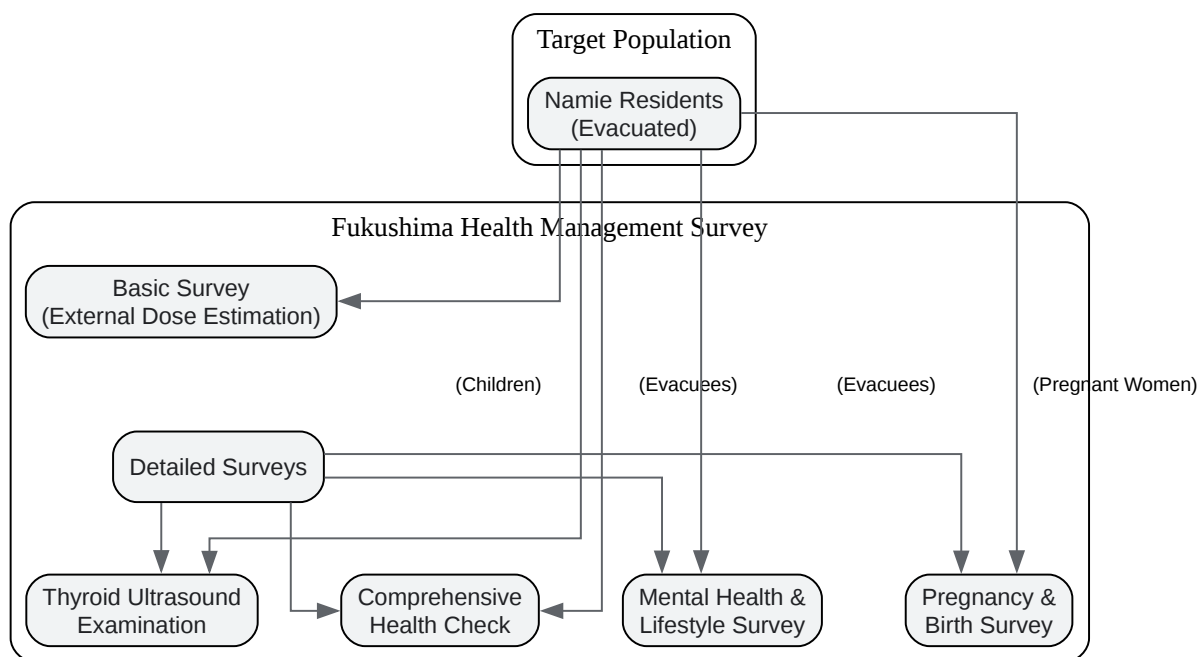 Target Population
Namie Residents
(Evacuated)
Fukushima Health Management Survey
Basic Survey
(External Dose Estimation)
(Children)
(Evacuees)
(Evacuees)
(Pregnant Women)
Detailed Surveys
Thyroid Ultrasound
Examination
Comprehensive
Health Check
Mental Health &
Lifestyle Survey
Pregnancy &
Birth Survey